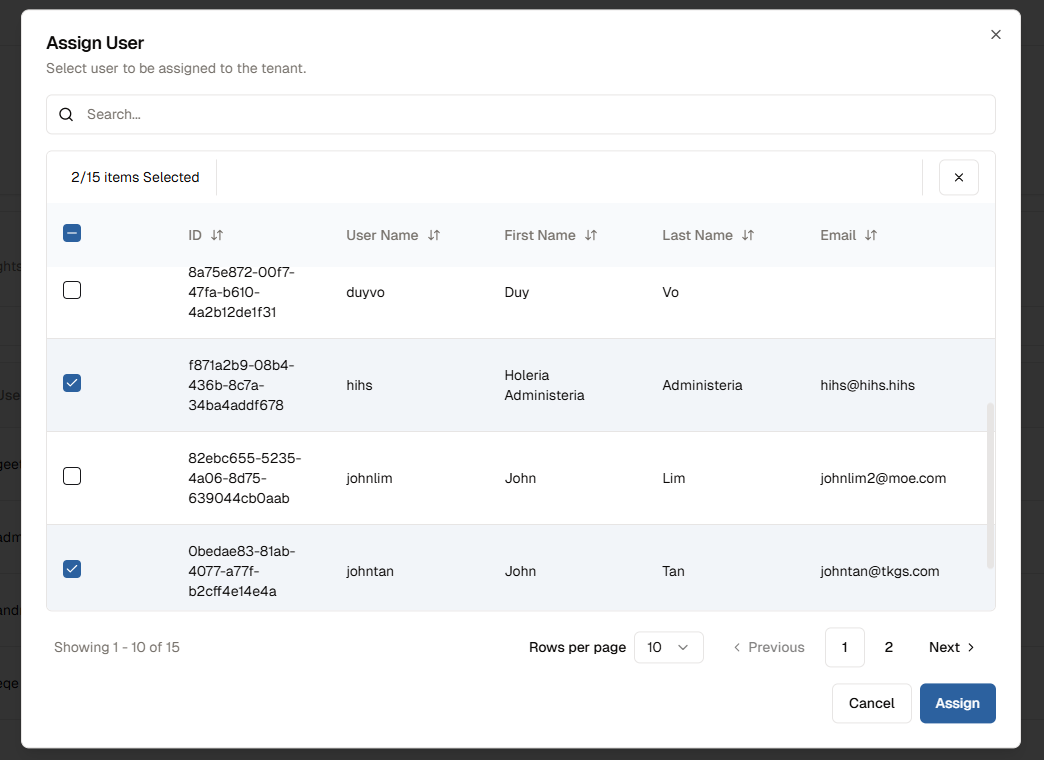 Assign User
Select user to be assigned to the tenant.
Search...
2/15 items Selected
ID User Name First Name Last Name Email
8a75e872-00f7-
47fa-b610-
4a2b12de1f31
duyvo Duy Vo
f871a2b9-08b4-
436b-8c7a-
34ba4addf678
hihs
Holeria
Administeria
Administeria hihs@hihs.hihs
82ebc655-5235-
4a06-8d75-
639044cb0aab
johnlim John Lim johnlim2@moe.com
0bedae83-81ab-
4077-a77f-
b2cff4e14e4a
johntan John Tan johntan@tkgs.com
Showing 1 - 10 of 15 Rows per page 10 Previous 1 2 Next
Cancel Assign